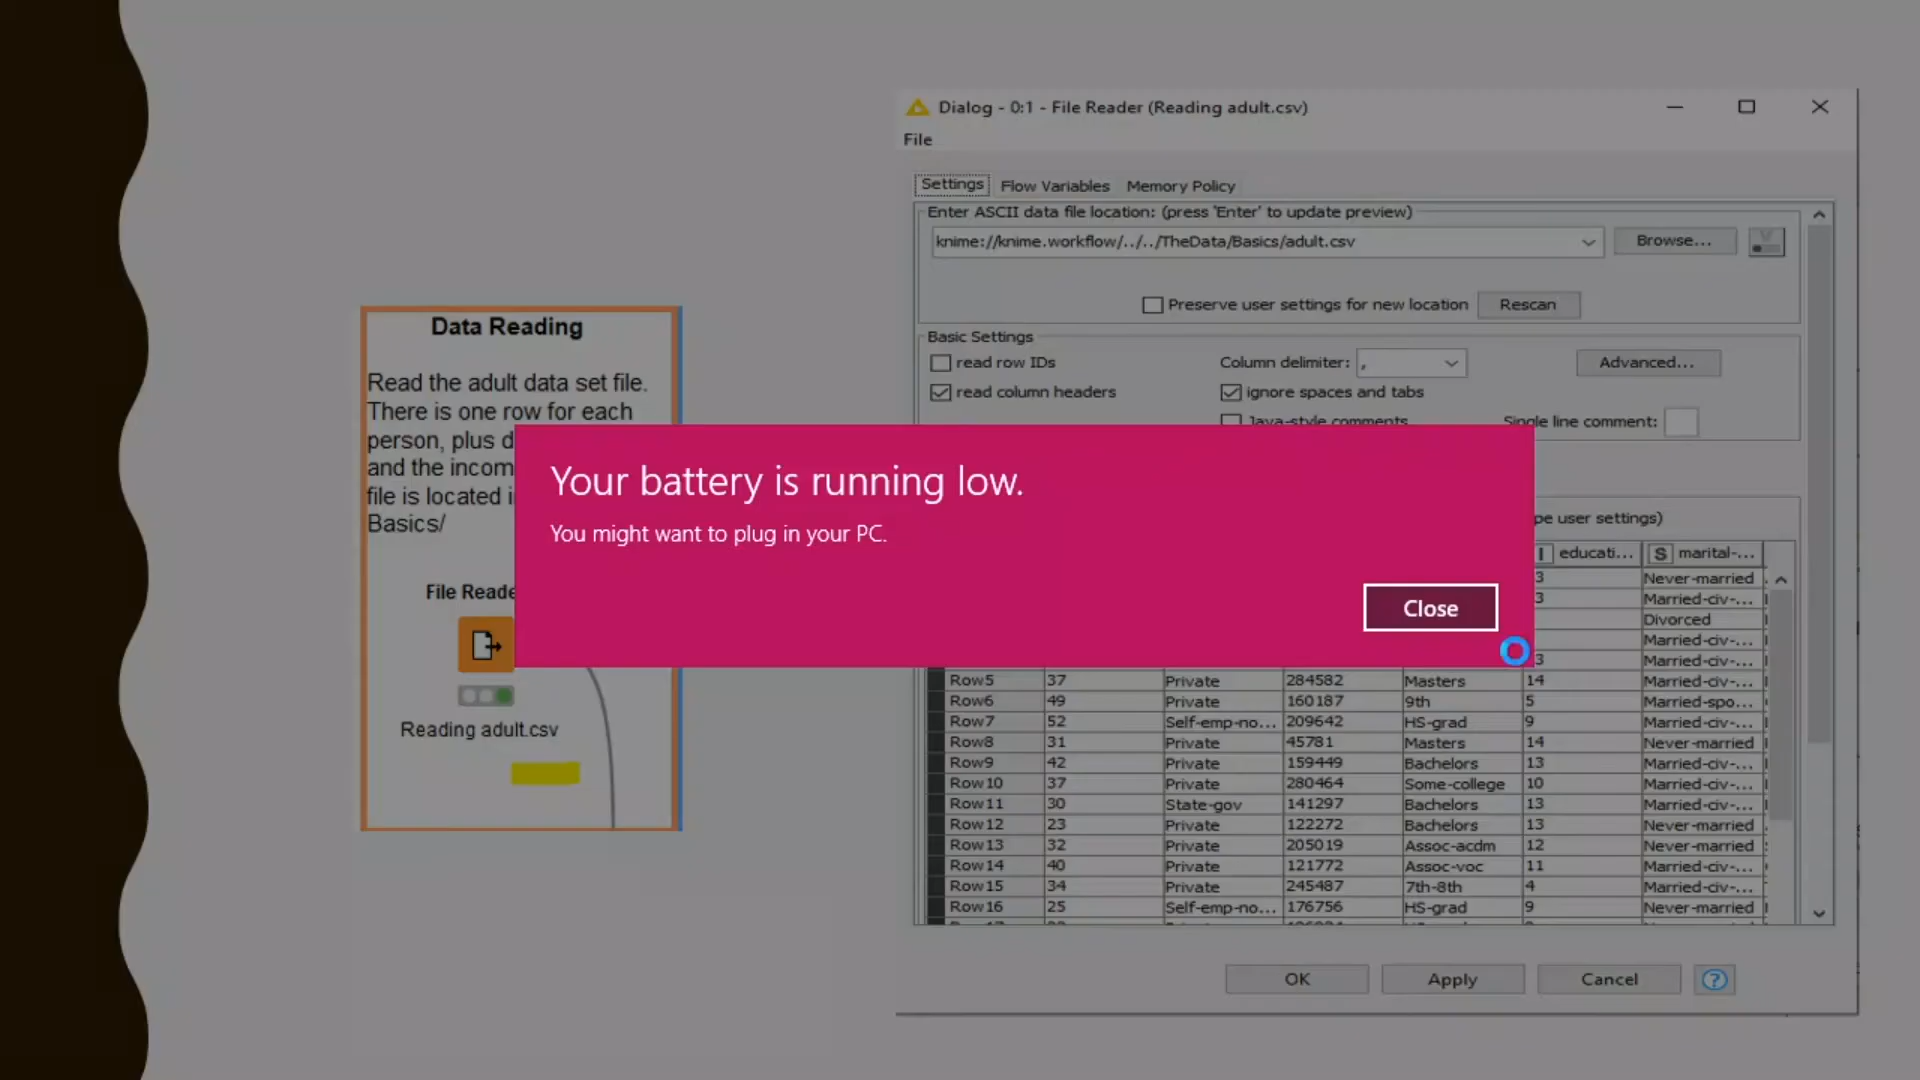 Dialog - 0:1 - File Reader (Reading adult.csv)
File
Settings Flow Variables Memory Policy
Enter ASCII data file location: (press 'Enter' to update preview)
knime://knime.workflow/../../TheData/Basics/adult.csv Browse...
Preserve user settings for new location Rescan
Basic Settings
read row IDs Column delimiter: , Advanced...
read column headers ignore spaces and tabs
Java-style comments Single line comment:
Data Reading
Read the adult data set file.
There is one row for each
person, plus d
and the incom
file is located i
Basics/
File Reade
Reading adult.csv
Your battery is running low.
You might want to plug in your PC.
Close
pe user settings)
I educati... S marital-...
3 Never-married
3 Married-civ-...
Divorced
Married-civ-...
3 Married-civ-...
Row5 37 Private 284582 Masters 14 Married-civ-...
Row6 49 Private 160187 9th 5 Married-spo...
Row7 52 Self-emp-no... 209642 HS-grad 9 Married-civ-...
Row8 31 Private 45781 Masters 14 Never-married
Row9 42 Private 159449 Bachelors 13 Married-civ-...
Row10 37 Private 280464 Some-college 10 Married-civ-...
Row11 30 State-gov 141297 Bachelors 13 Married-civ-...
Row12 23 Private 122272 Bachelors 13 Never-married
Row13 32 Private 205019 Assoc-acdm 12 Never-married
Row14 40 Private 121772 Assoc-voc 11 Married-civ-...
Row15 34 Private 245487 7th-8th 4 Married-civ-...
Row16 25 Self-emp-no... 176756 HS-grad 9 Never-married
OK Apply Cancel ?